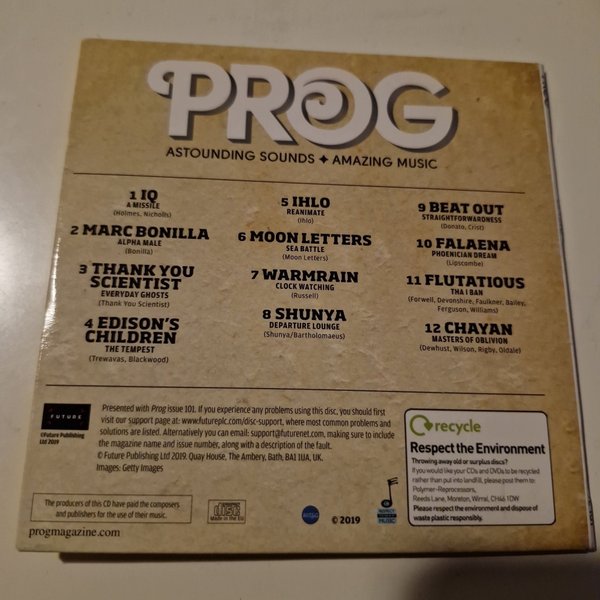 PROG
ASTOUNDING SOUNDS ✦ AMAZING MUSIC
1 IQ
A MISSILE
(Holmes, Nicholls)
2 MARC BONILLA
ALPHA MALE
(Bonilla)
3 THANK YOU
SCIENTIST
EVERYDAY GHOSTS
(Thank You Scientist)
4 EDISON'S
CHILDREN
THE TEMPEST
(Trewavas, Blackwood)
5 IHLO
REANIMATE
(Ihlo)
6 MOON LETTERS
SEA BATTLE
(Moon Letters)
7 WARMRAIN
CLOCK WATCHING
(Russell)
8 SHUNYA
DEPARTURE LOUNGE
(Shunya/Bartholomaeus)
9 BEAT OUT
STRAIGHTFORWARDNESS
(Donato, Crist)
10 FALAENA
PHOENICIAN DREAM
(Lipscombe)
11 FLUTATIOUS
THA I BAN
(Forwell, Devonshire, Faulkner, Bailey,
Ferguson, Williams)
12 CHAYAN
MASTERS OF OBLIVION
(Dewhust, Wilson, Rigby, Oldale)
FUTURE
©Future Publishing
Ltd 2019
Presented with Prog issue 101. If you experience any problems using this disc, you should first
visit our support page at: www.futureplc.com/disc-support, where most common problems and
solutions are listed. Alternatively you can email: support@futurenet.com, making sure to include
the magazine name and issue number, along with a description of the fault.
© Future Publishing Ltd 2019. Quay House, The Ambery, Bath, BA1 1UA, UK.
Images: Getty Images
recycle
Respect the Environment
Throwing away old or surplus discs?
If you would like your CDs and DVDs to be recycled
rather than put into landfill, please post them to:
Polymer-Reprocessors,
Reeds Lane, Moreton, Wirral, CH46 1DW
Please respect the environment and dispose of
waste plastic responsibly.
The producers of this CD have paid the composers
and publishers for the use of their music.
progmagazine.com
disc
Made in the EU
© 2019
MUSIC